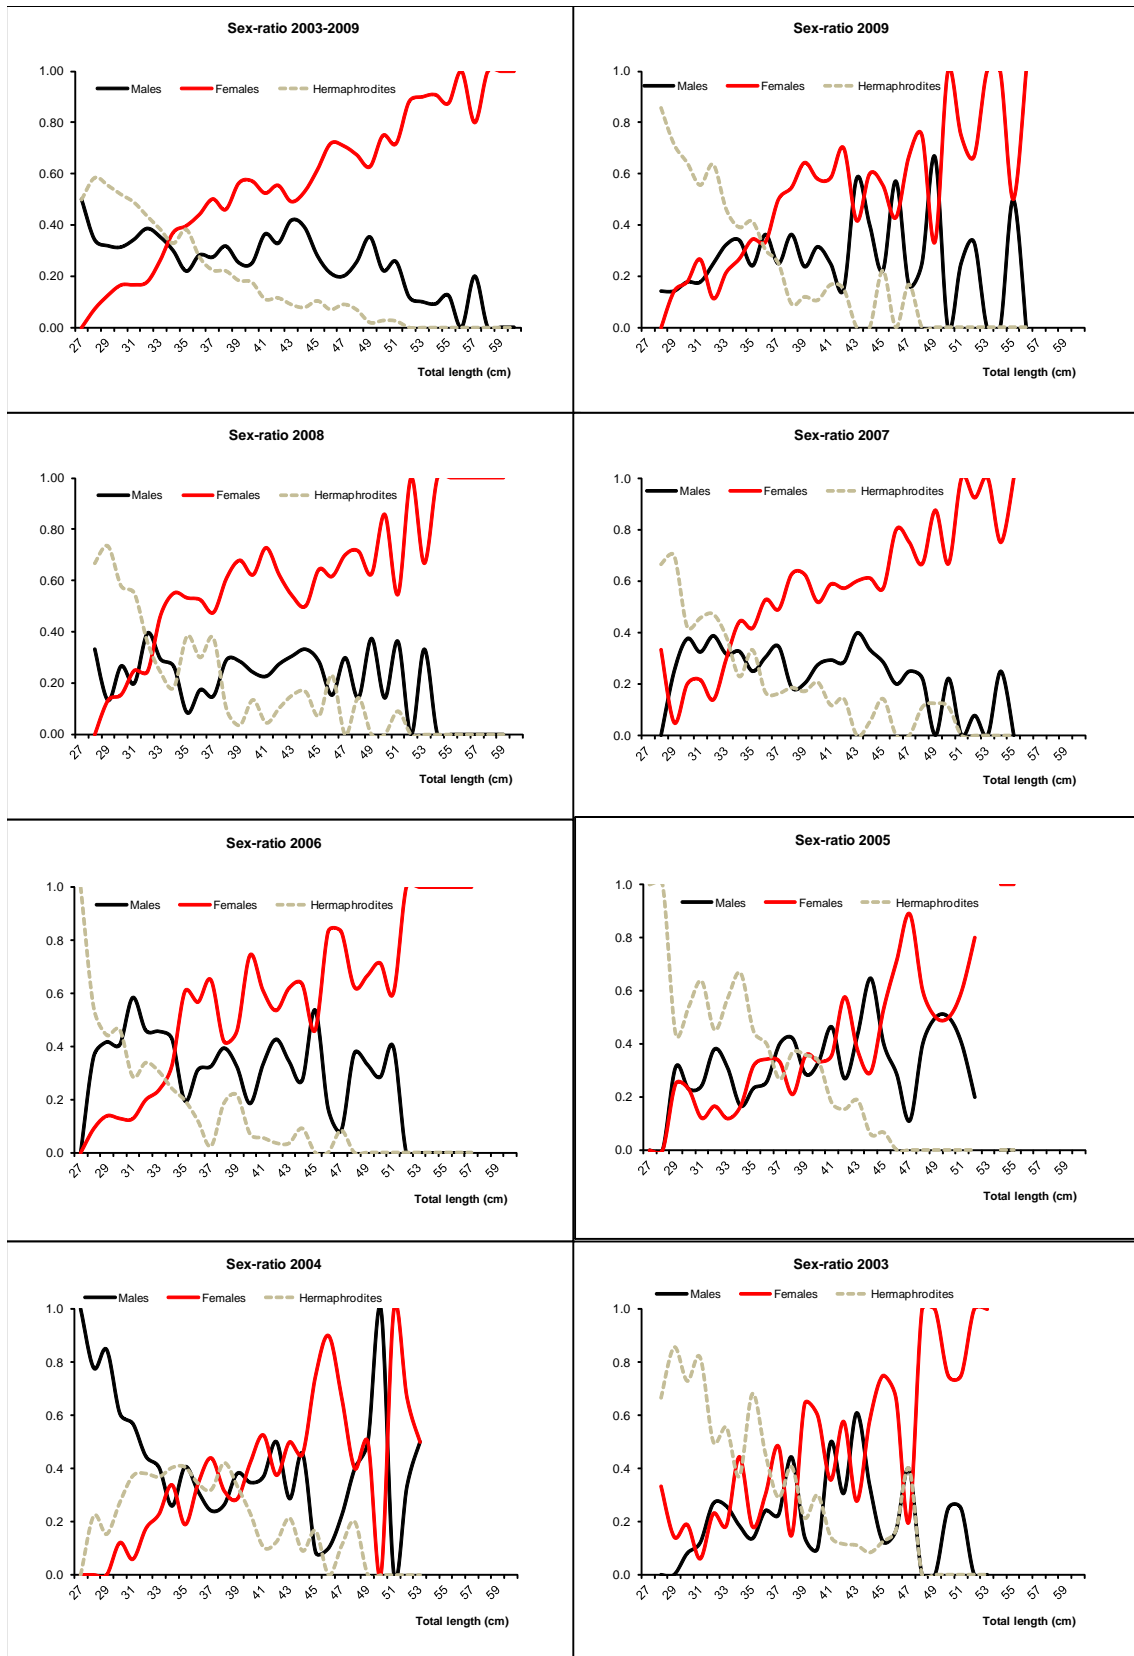 Sex-ratio 2003-2009
Males Females Hermaphrodites
1.00
0.80
0.60
0.40
0.20
0.00
27 29 31 33 35 37 39 41 43 45 47 49 51 53 55 57 59
Total length (cm)
Sex-ratio 2009
Males Females Hermaphrodites
1.0
0.8
0.6
0.4
0.2
0.0
27 29 31 33 35 37 39 41 43 45 47 49 51 53 55 57 59
Total length (cm)
Sex-ratio 2008
Males Females Hermaphrodites
1.00
0.80
0.60
0.40
0.20
0.00
27 29 31 33 35 37 39 41 43 45 47 49 51 53 55 57 59
Total length (cm)
Sex-ratio 2007
Males Females Hermaphrodites
1.0
0.8
0.6
0.4
0.2
0.0
27 29 31 33 35 37 39 41 43 45 47 49 51 53 55 57 59
Total length (cm)
Sex-ratio 2006
Males Females Hermaphrodites
1.0
0.8
0.6
0.4
0.2
0.0
27 29 31 33 35 37 39 41 43 45 47 49 51 53 55 57 59
Total length (cm)
Sex-ratio 2005
Males Females Hermaphrodites
1.0
0.8
0.6
0.4
0.2
0.0
27 29 31 33 35 37 39 41 43 45 47 49 51 53 55 57 59
Total length (cm)
Sex-ratio 2004
Males Females Hermaphrodites
1.0
0.8
0.6
0.4
0.2
0.0
27 29 31 33 35 37 39 41 43 45 47 49 51 53 55 57 59
Total length (cm)
Sex-ratio 2003
Males Females Hermaphrodites
1.0
0.8
0.6
0.4
0.2
0.0
27 29 31 33 35 37 39 41 43 45 47 49 51 53 55 57 59
Total length (cm)